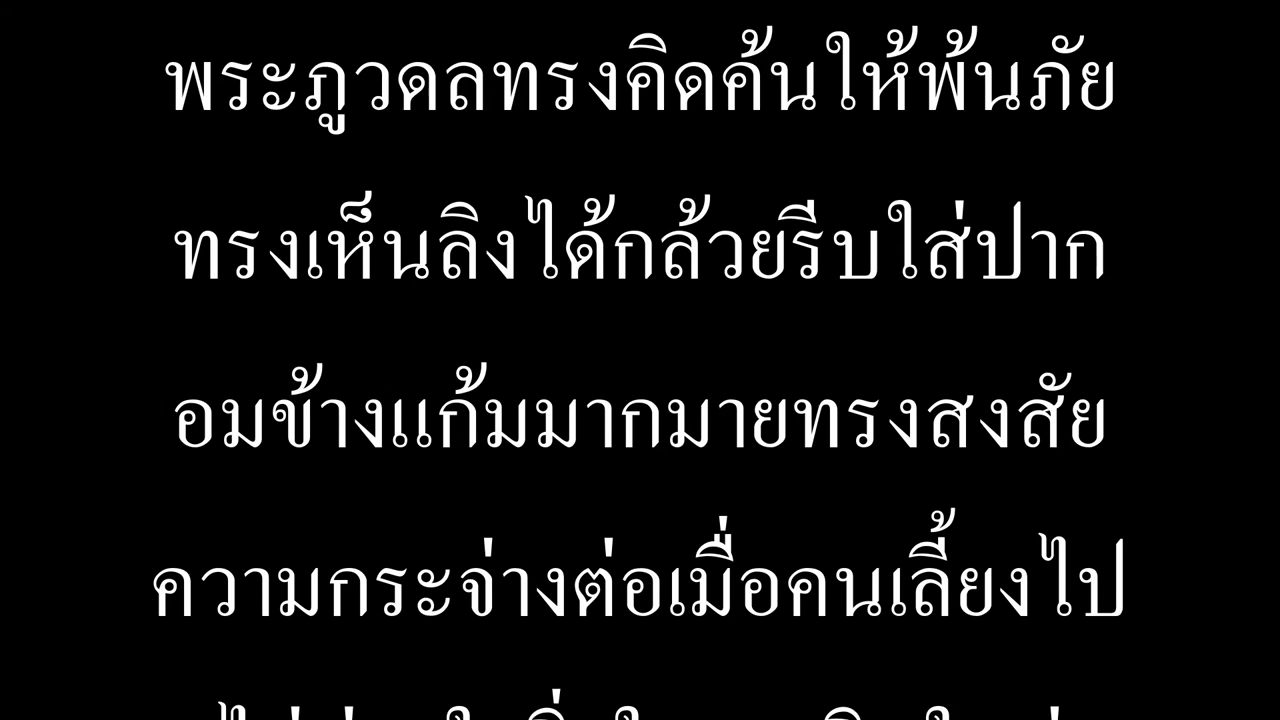 พระภูวดลทรงคิดค้นให้พ้นภัย
ทรงเห็นลิงได้กล้วยรีบใส่ปาก
อมข้างแก้มมากมายทรงสงสัย
ความกระจ่างต่อเมื่อคนเลี้ยงไป